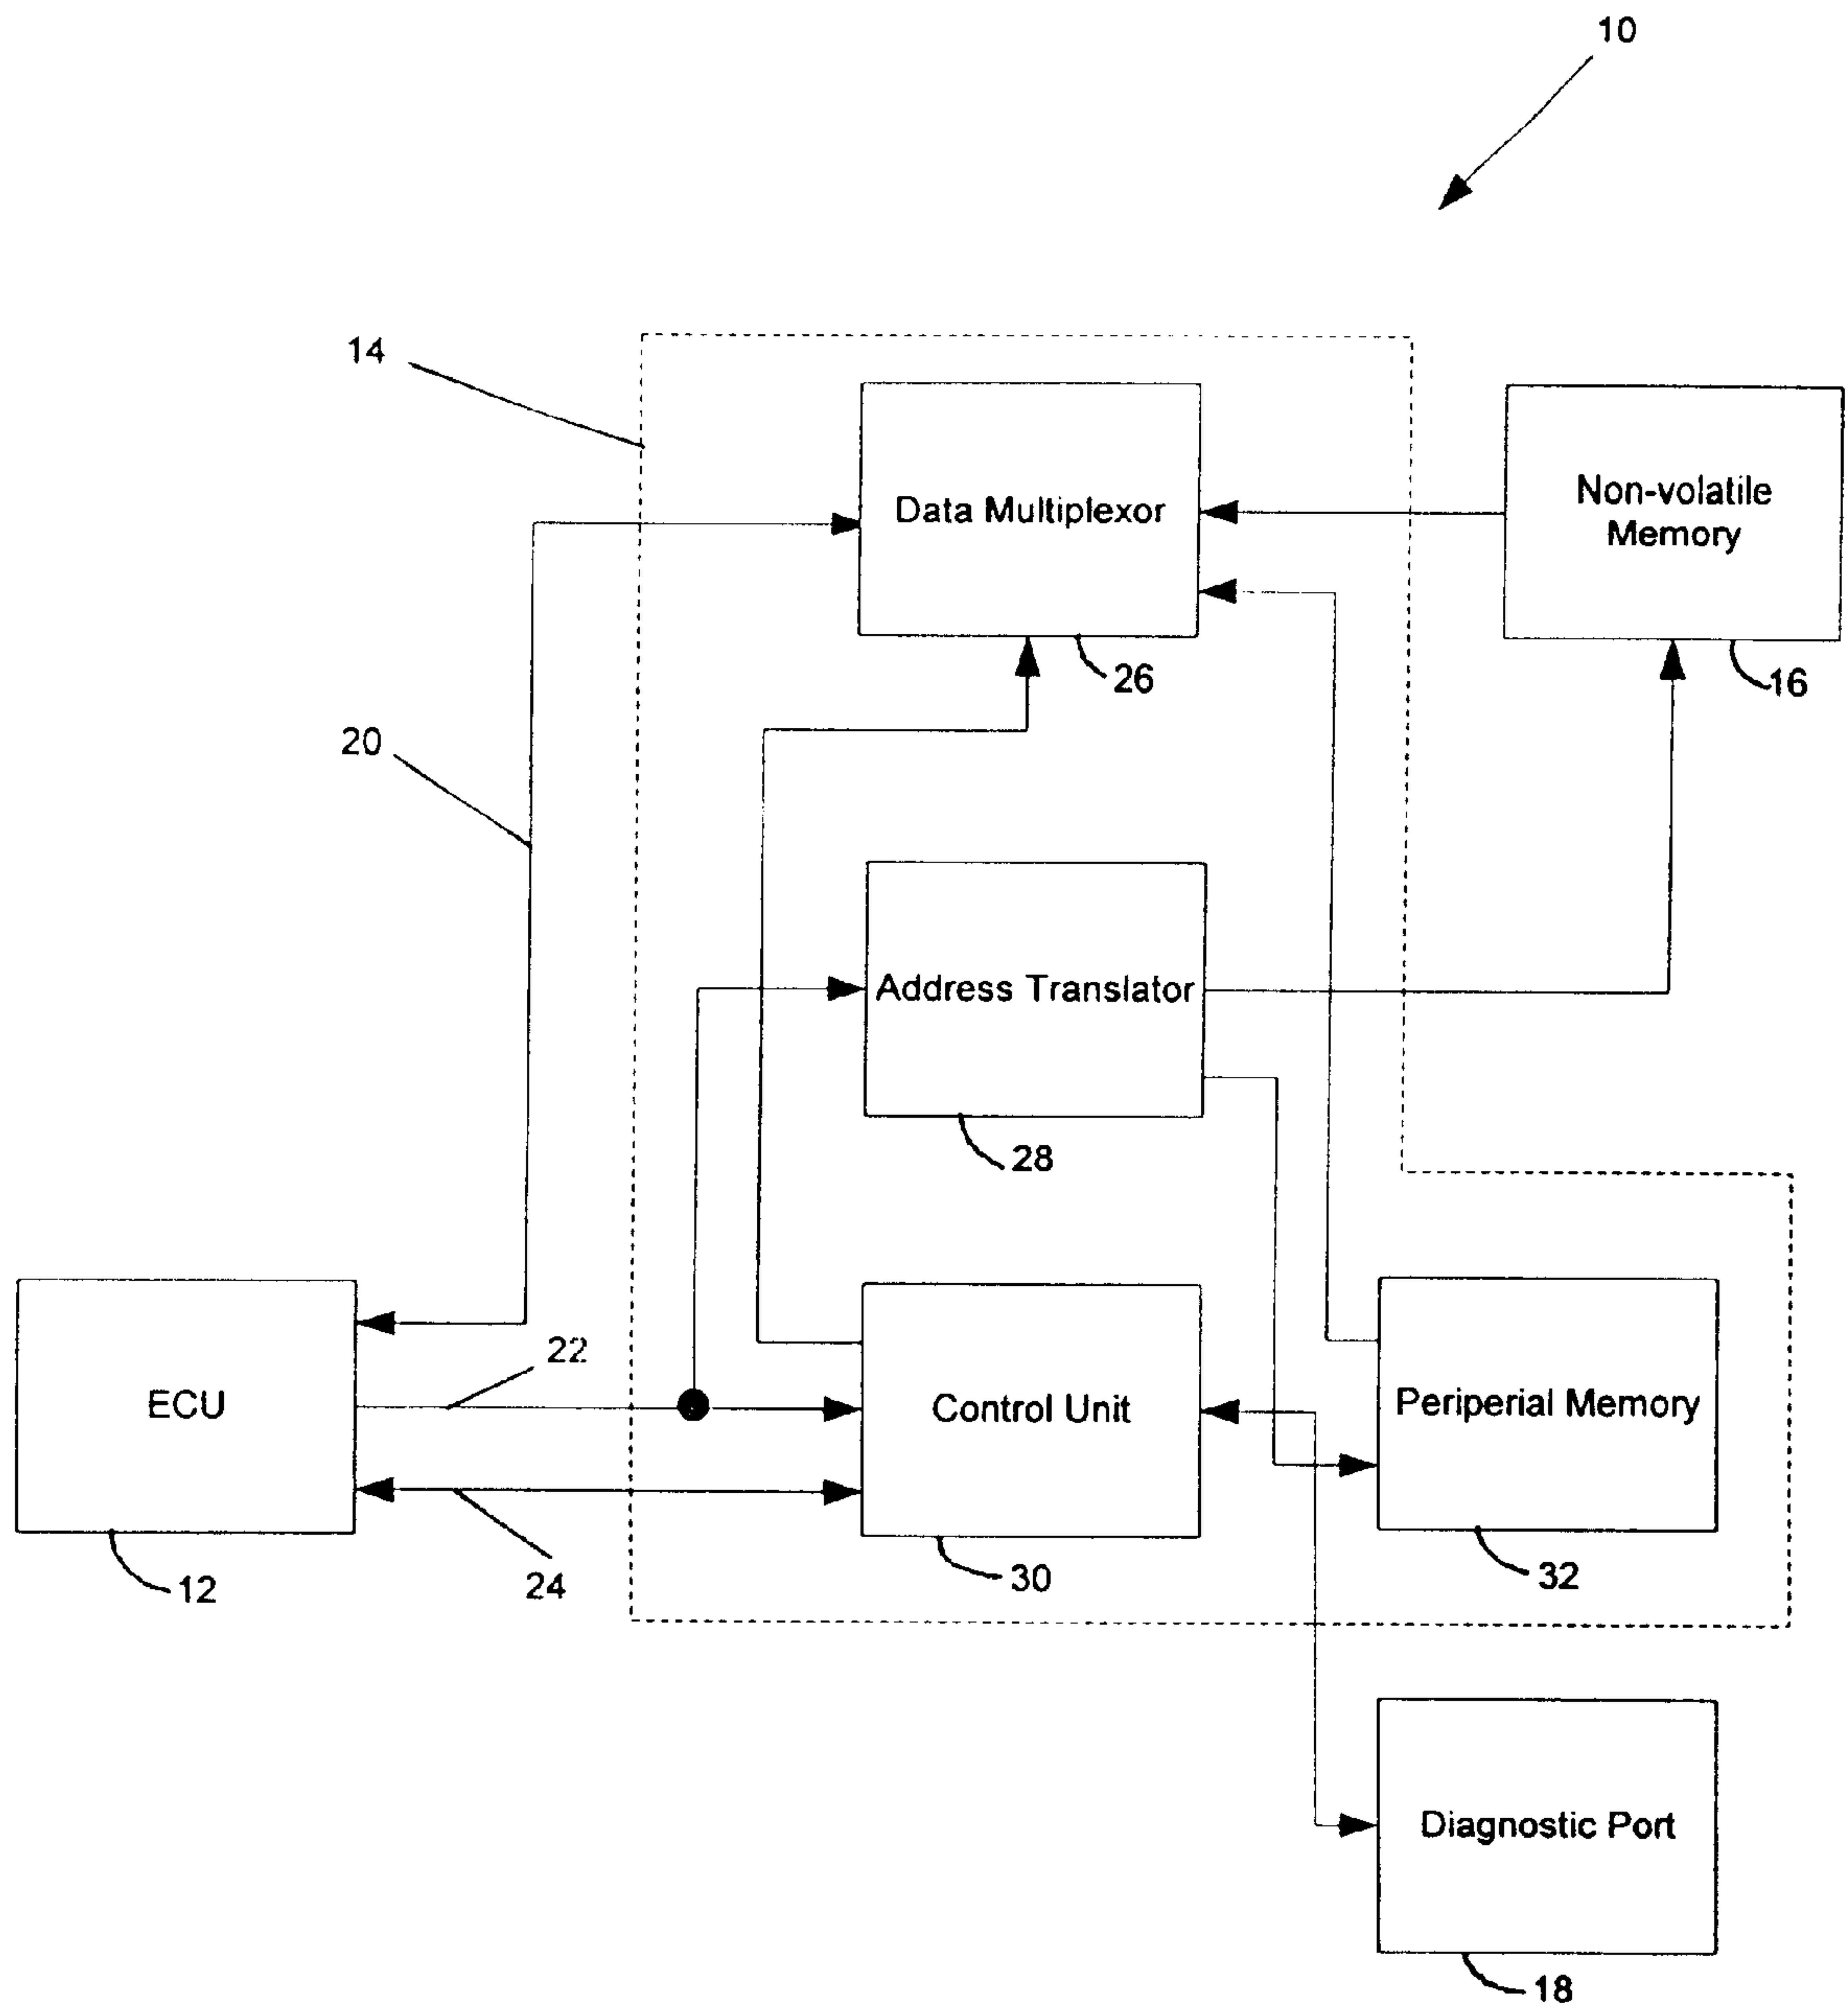 10
14
Data Multiplexor
Non-volatile
Memory
26
16
20
Address Translator
28
22
ECU
Control Unit
Periperial Memory
12
24
30
32
Diagnostic Port
18